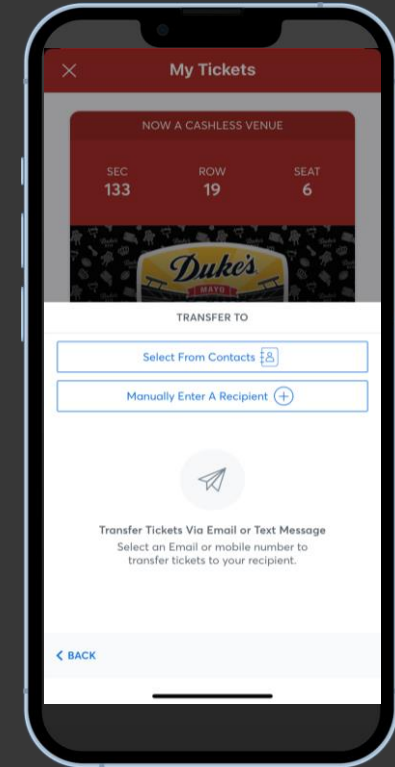 My Tickets
NOW A CASHLESS VENUE
SEC ROW SEAT
133 19 6
Duke's
MAYO
TRANSFER TO
Select From Contacts
Manually Enter A Recipient
Transfer Tickets Via Email or Text Message
Select an Email or mobile number to
transfer tickets to your recipient.
BACK